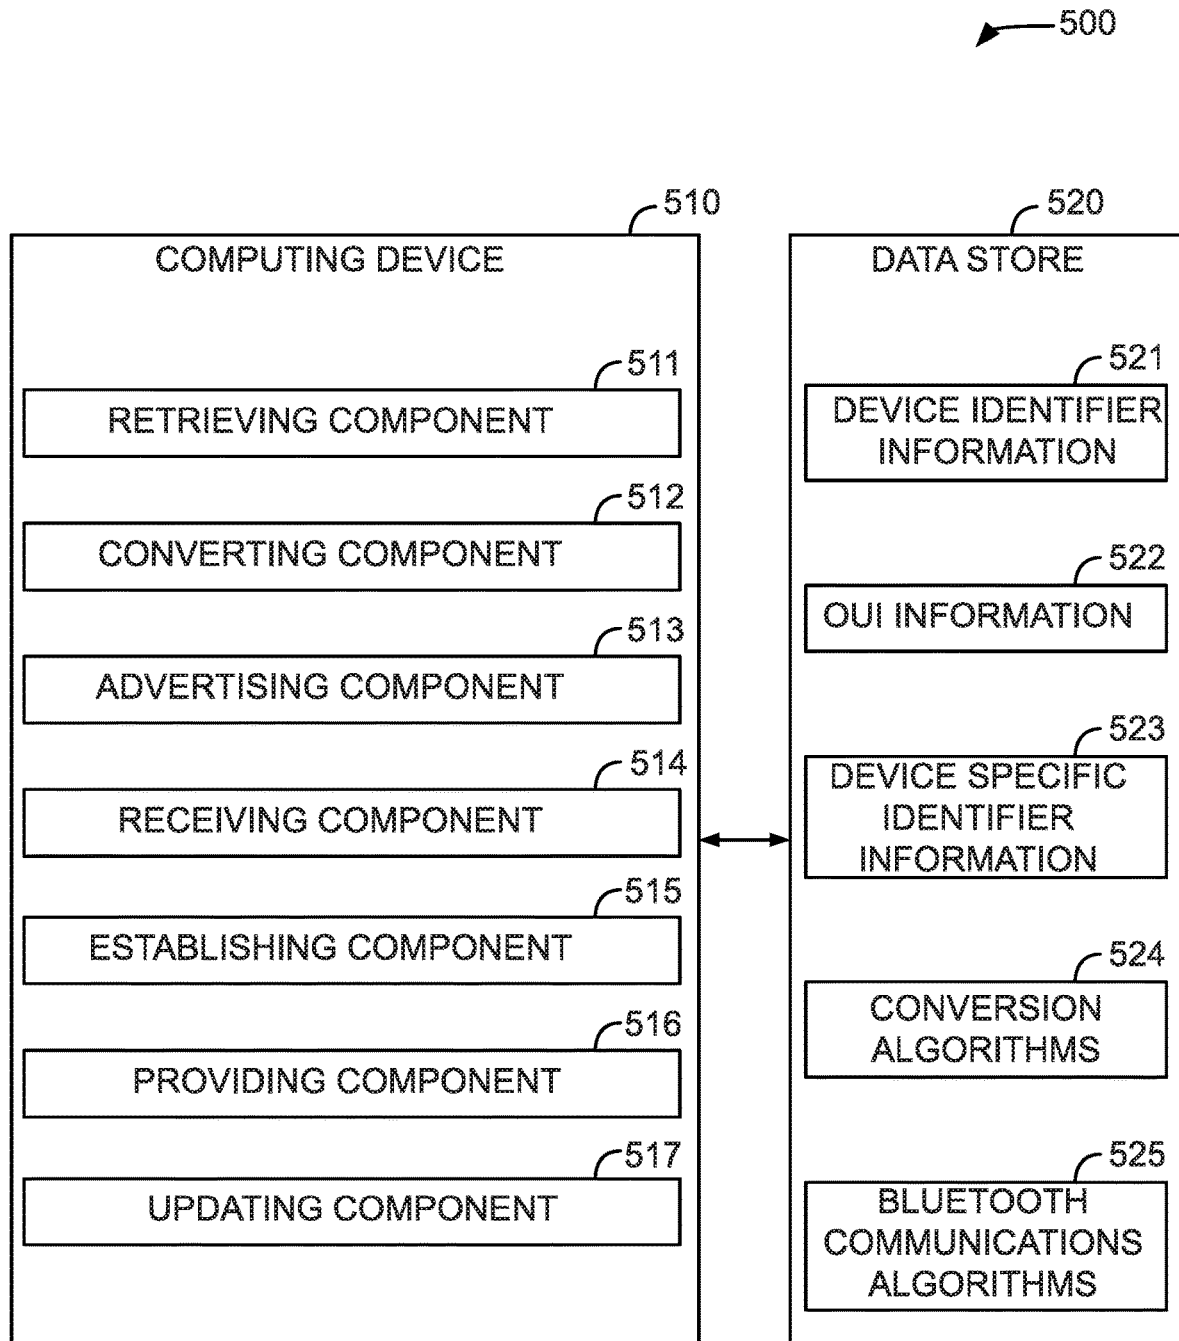 500
510
COMPUTING DEVICE
511
RETRIEVING COMPONENT
512
CONVERTING COMPONENT
513
ADVERTISING COMPONENT
514
RECEIVING COMPONENT
515
ESTABLISHING COMPONENT
516
PROVIDING COMPONENT
517
UPDATING COMPONENT
520
DATA STORE
521
DEVICE IDENTIFIER
INFORMATION
522
OUI INFORMATION
523
DEVICE SPECIFIC
IDENTIFIER
INFORMATION
524
CONVERSION
ALGORITHMS
525
BLUETOOTH
COMMUNICATIONS
ALGORITHMS